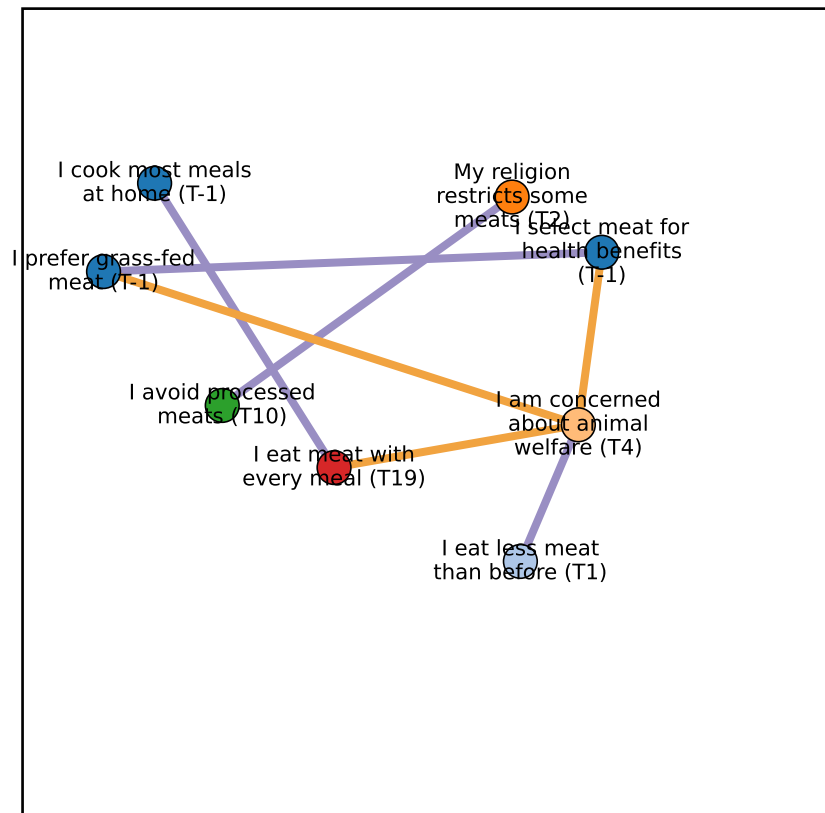 I cook most meals
at home (T-1)
My religion
restricts some
meats (T2)
I select meat for
health benefits
(T-1)
I prefer grass-fed
meat (T-1)
I avoid processed
meats (T10)
I am concerned
about animal
welfare (T4)
I eat meat with
every meal (T19)
I eat less meat
than before (T1)